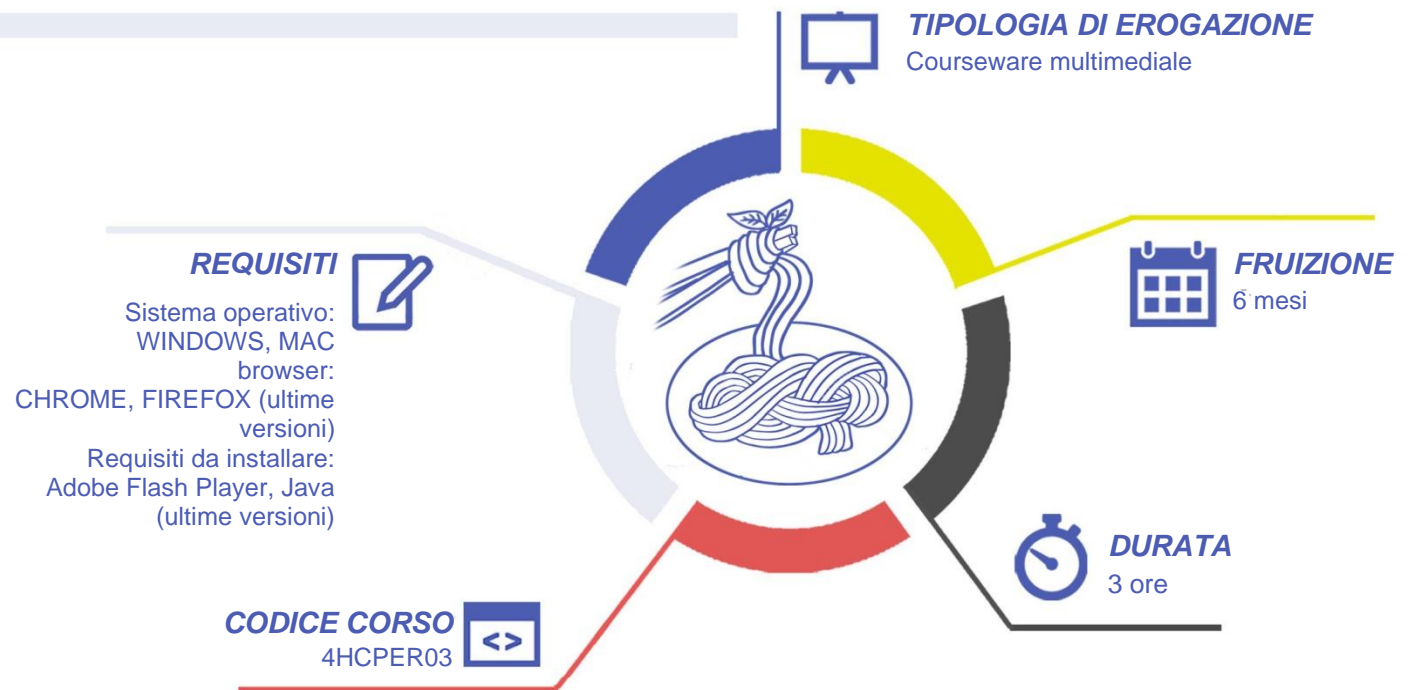 TIPOLOGIA DI EROGAZIONE
Courseware multimediale
REQUISITI
Sistema operativo:
WINDOWS, MAC
browser:
CHROME, FIREFOX (ultime
versioni)
Requisiti da installare:
Adobe Flash Player, Java
(ultime versioni)
FRUIZIONE
6 mesi
DURATA
3 ore
CODICE CORSO
4HCPER03
<>